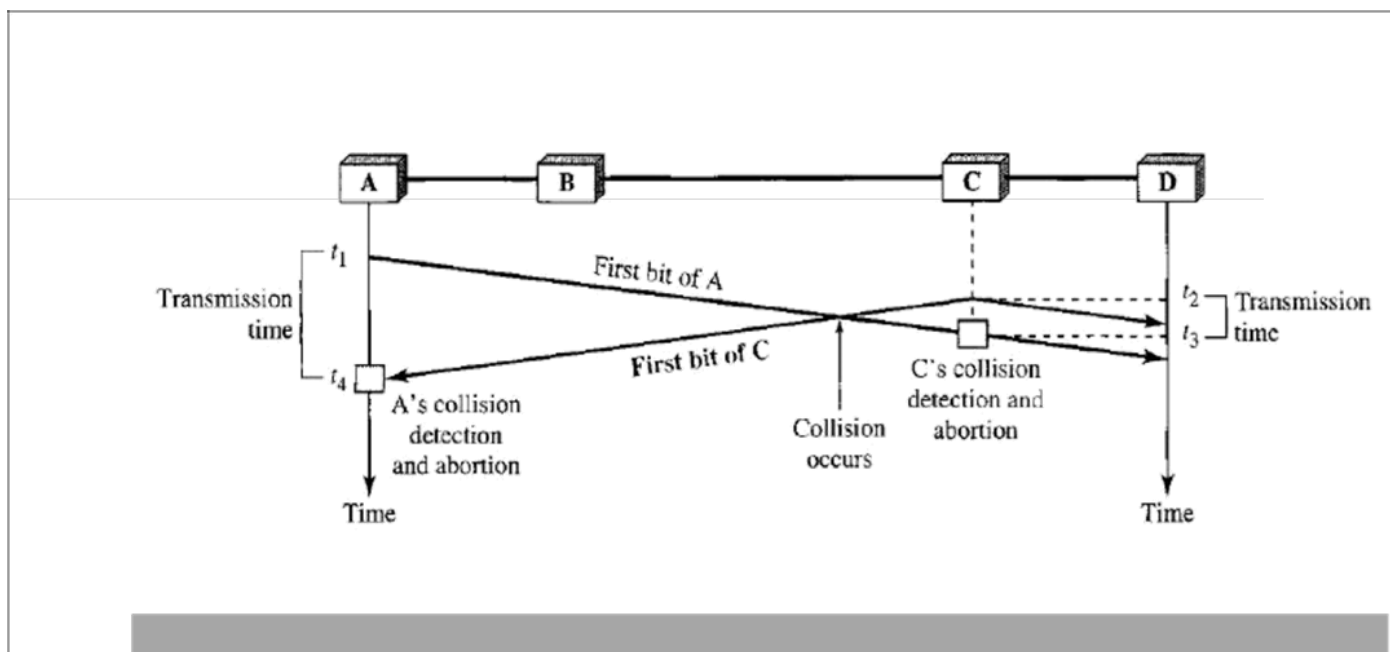 A
B
C
D
t1
First bit of A
t2
Transmission
time
Transmission
time
t3
First bit of C
t4
A's collision
detection
and abortion
Collision
occurs
C's collision
detection and
abortion
Time
Time